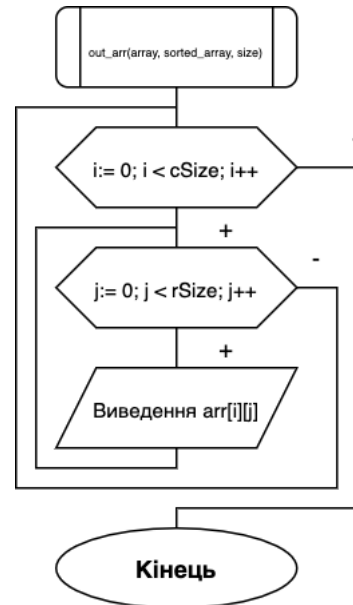 out_arr(array, sorted_array, size)
i:= 0; i < cSize; i++
+
-
j:= 0; j < rSize; j++
+
Виведення arr[i][j]
Кінець